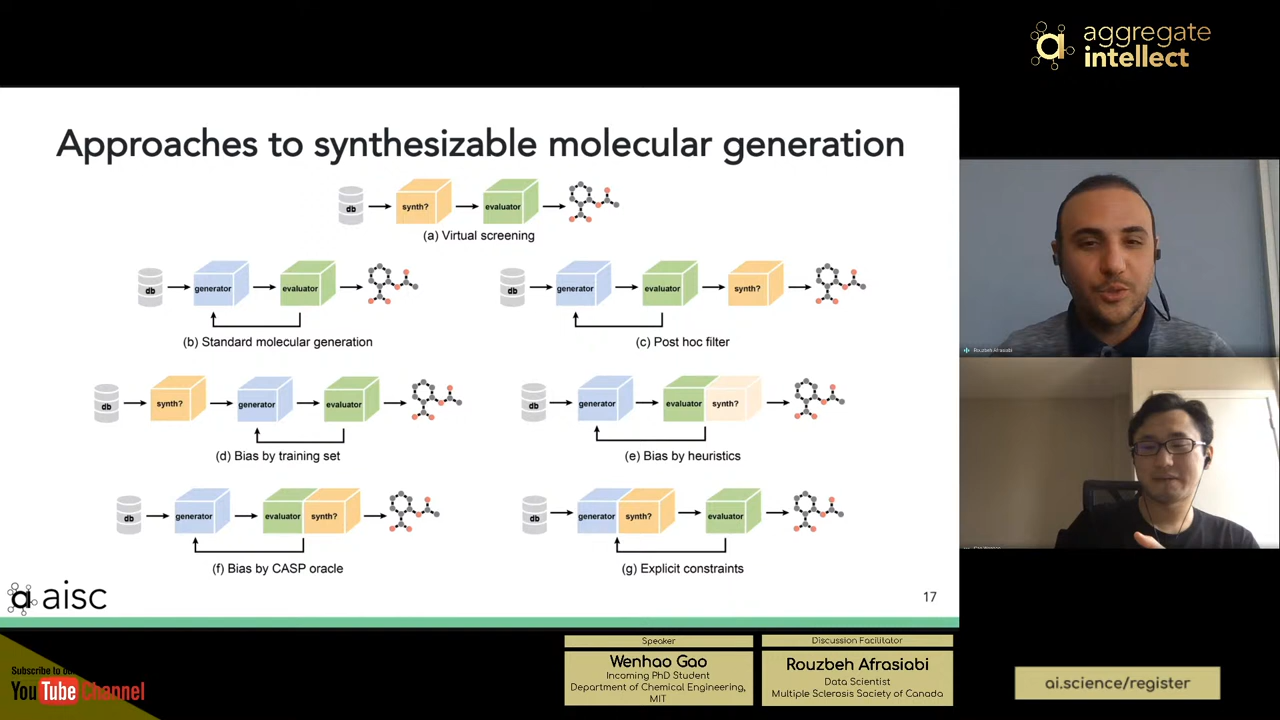 aggregate
intellect
Approaches to synthesizable molecular generation
db
synth?
evaluator
(a) Virtual screening
db
generator
evaluator
(b) Standard molecular generation
db
generator
evaluator
synth?
(c) Post hoc filter
db
synth?
generator
evaluator
(d) Bias by training set
db
generator
evaluator
synth?
(e) Bias by heuristics
db
generator
evaluator
synth?
(f) Bias by CASP oracle
db
generator
synth?
evaluator
(g) Explicit constraints
a aisc
17
Rouzbeh Afrasiabi
Subscribe to
YouTube Channel
Speaker
Wenhao Gao
Incoming PhD Student
Department of Chemical Engineering,
MIT
Discussion Facilitator
Rouzbeh Afrasiabi
Data Scientist
Multiple Sclerosis Society of Canada
ai.science/register